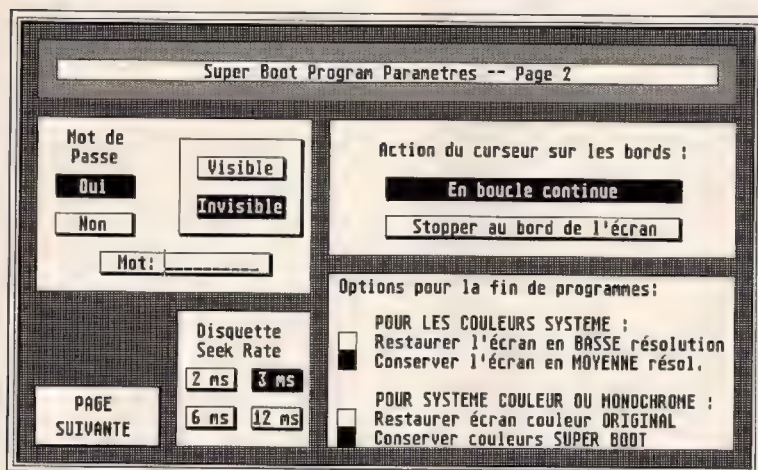 Super Boot Program Parametres -- Page 2
Mot de
Passe
Oui
Non
Visible
Invisible
Mot: __________
Action du curseur sur les bords :
En boucle continue
Stopper au bord de l'écran
Disquette
Seek Rate
2 ms 3 ms
6 ms 12 ms
PAGE
SUIVANTE
Options pour la fin de programmes:
POUR LES COULEURS SYSTEME :
Restaurer l'écran en BASSE résolution
Conserver l'écran en MOYENNE résol.
POUR SYSTEME COULEUR OU MONOCHROME :
Restaurer écran couleur ORIGINAL
Conserver couleurs SUPER BOOT